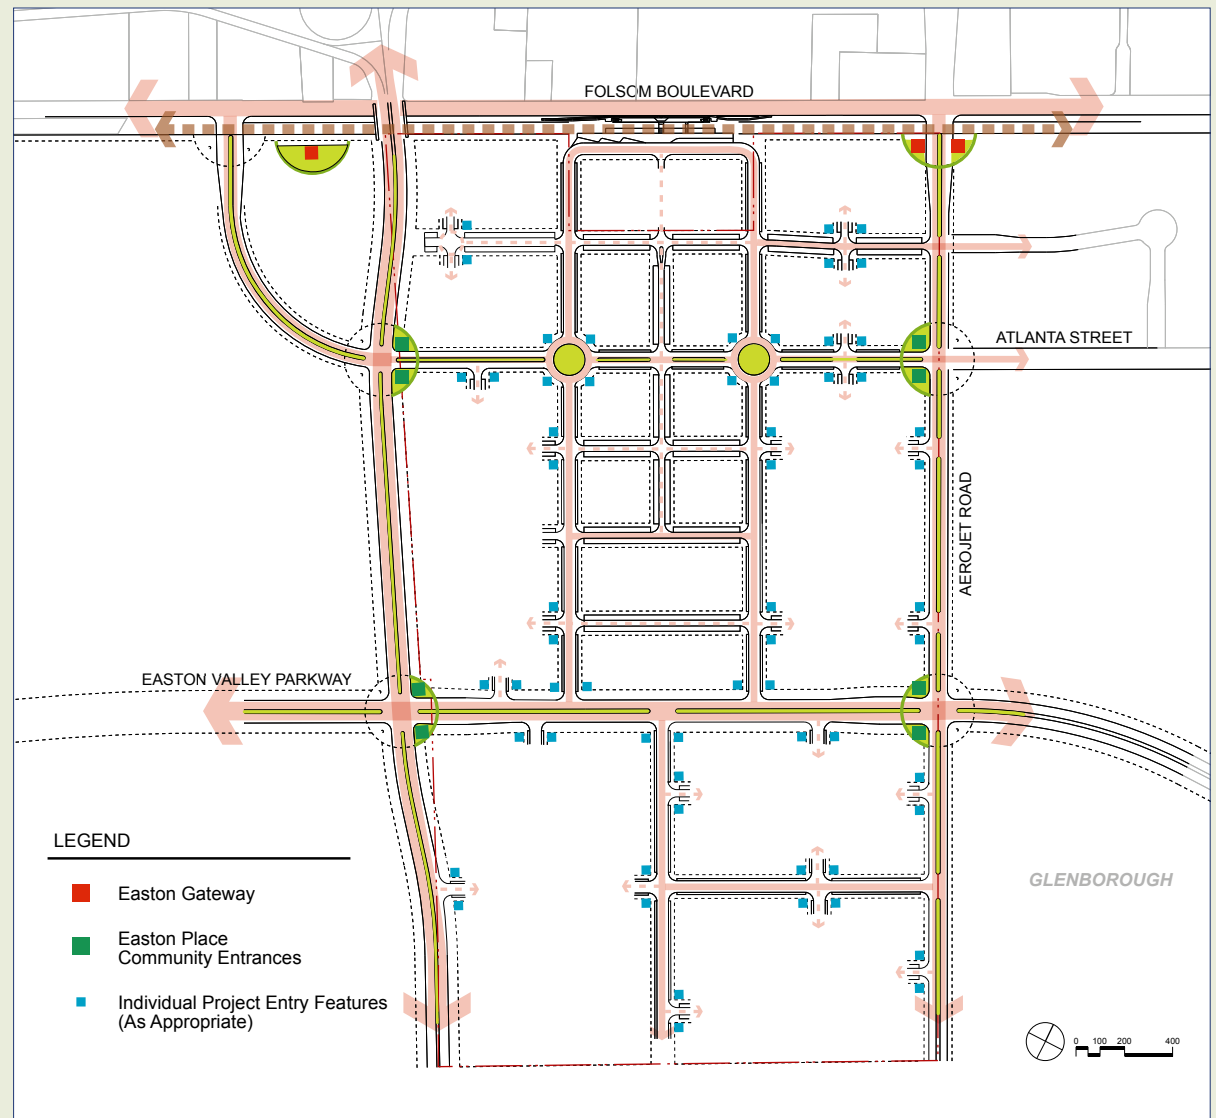 FOLSOM BOULEVARD
ATLANTA STREET
AEROJET ROAD
EASTON VALLEY PARKWAY
LEGEND
Easton Gateway
Easton Place
Community Entrances
Individual Project Entry Features
(As Appropriate)
GLENBOROUGH
0 100 200 400